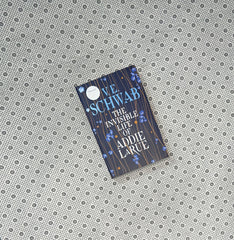 V.E.
SCHWAB
THE
INVISIBLE
LIFE
OF
ADDIE
LARUE